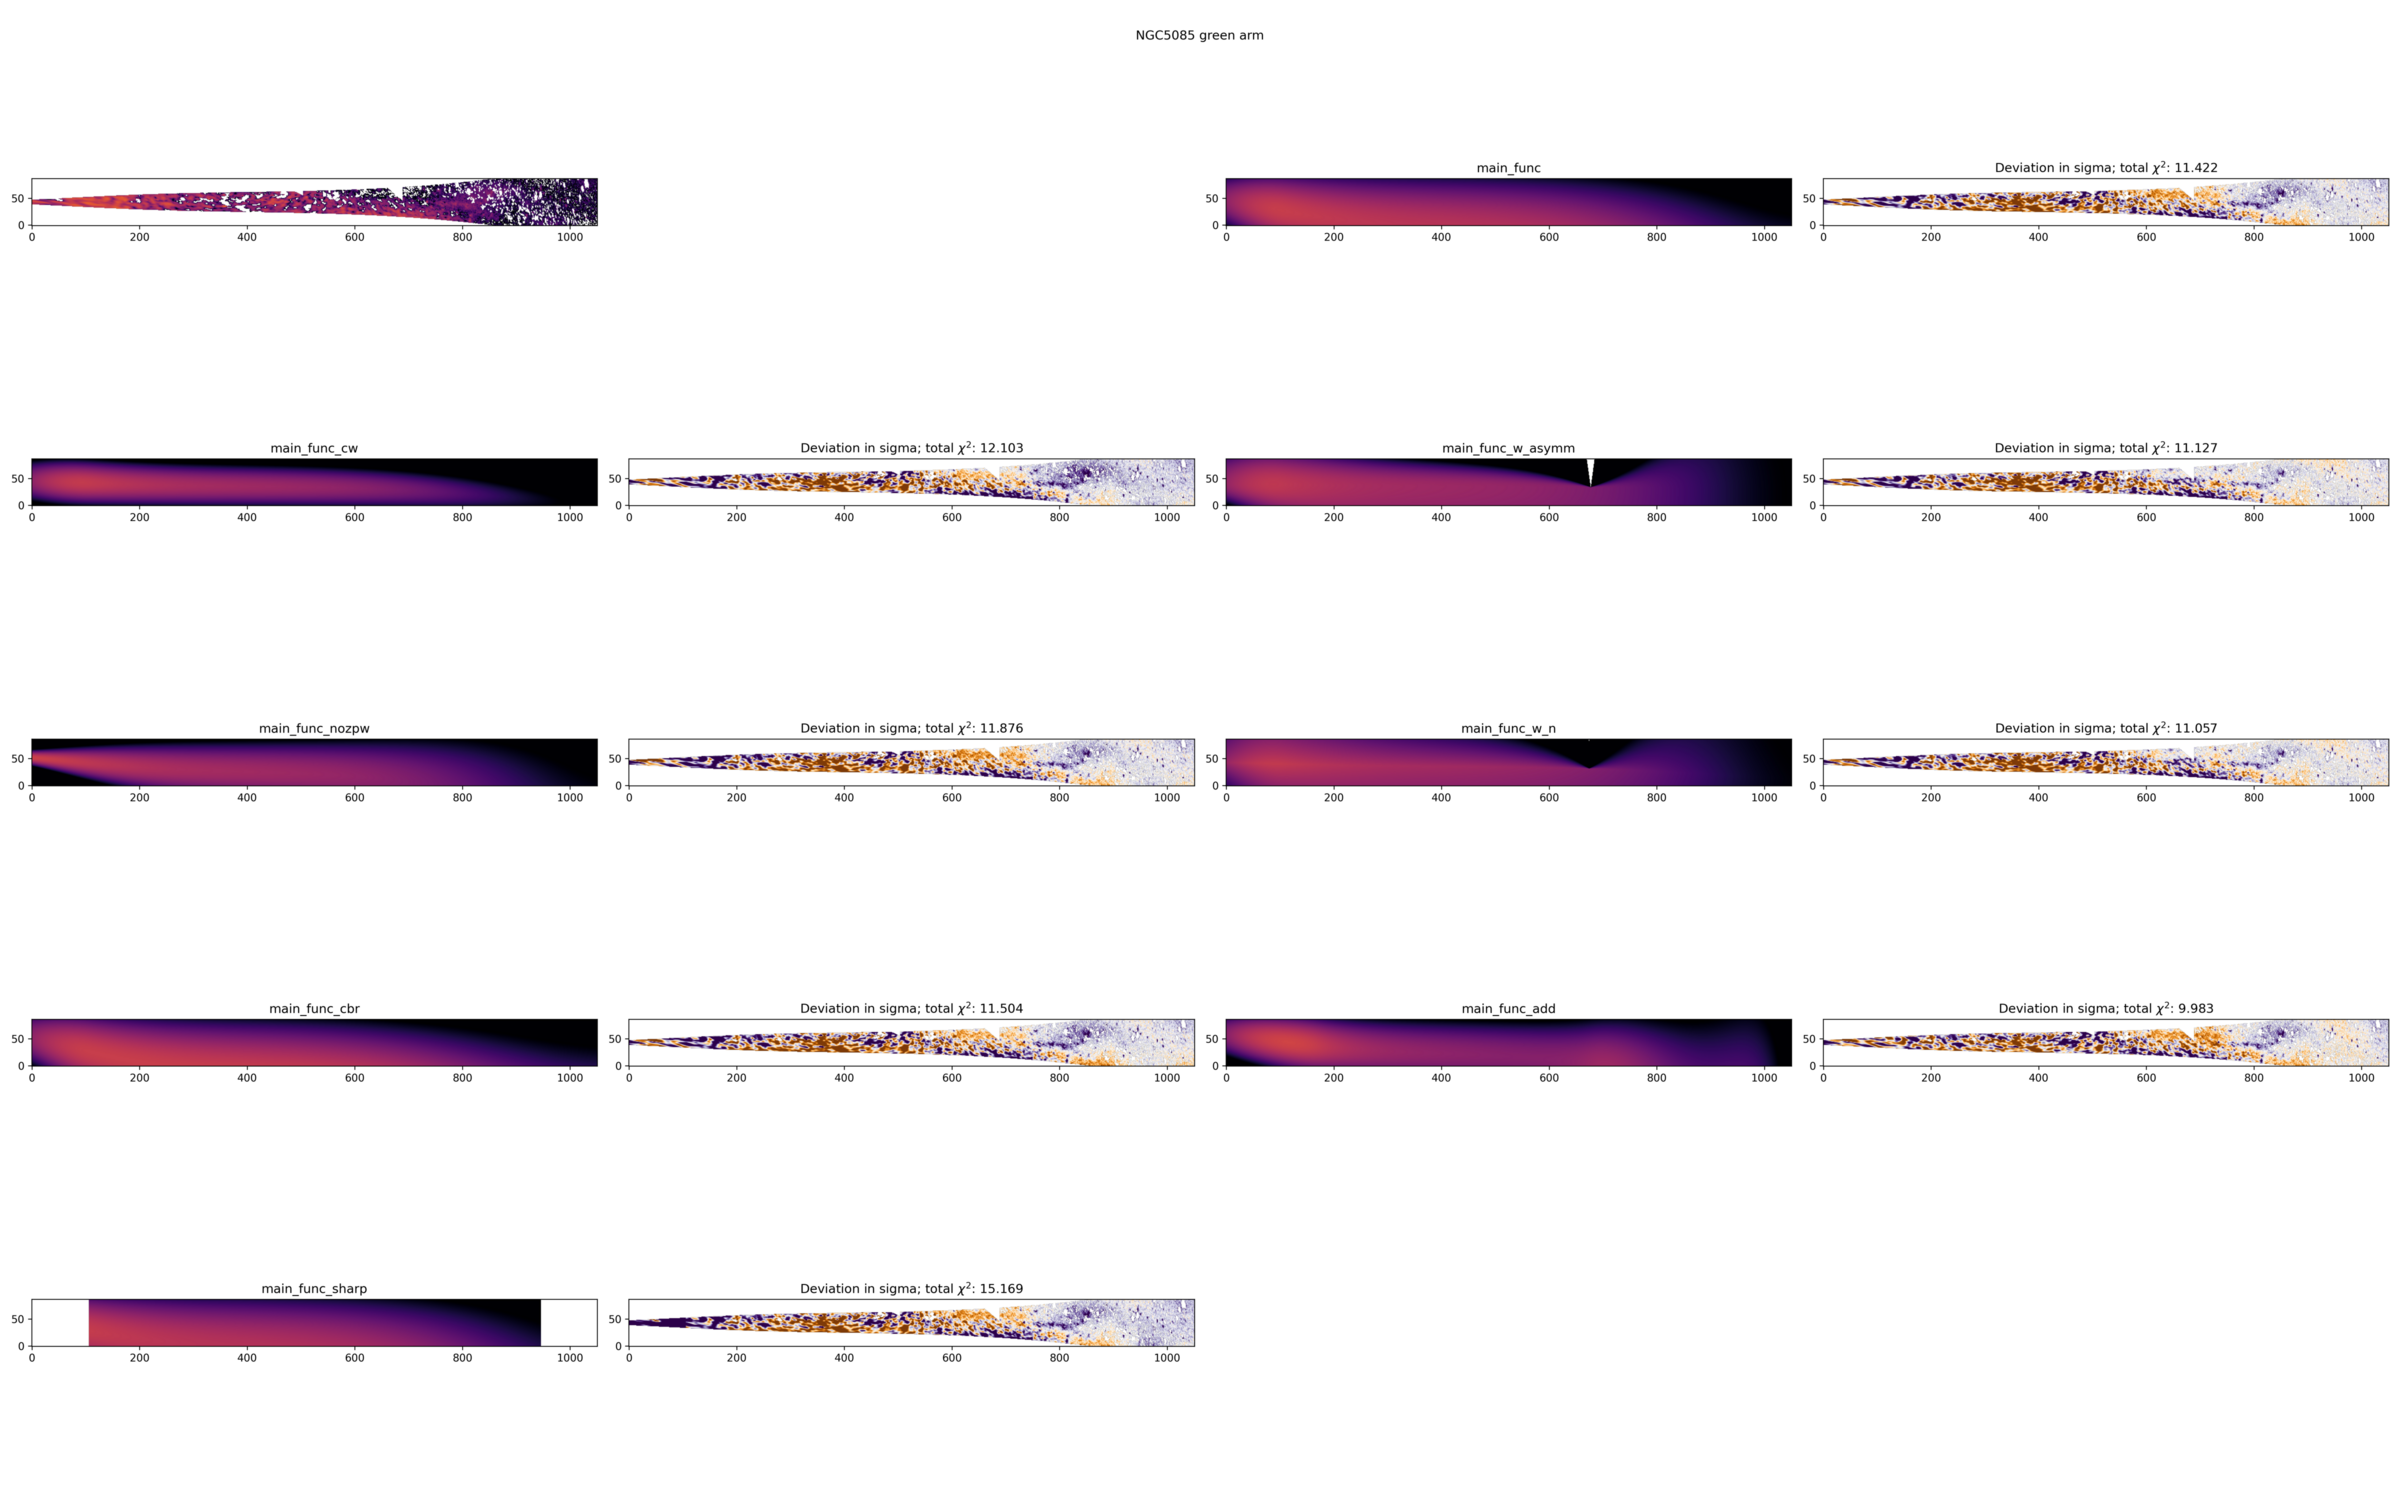 NGC5085 green arm
50
0
0 200 400 600 800 1000
main_func
50
0
0 200 400 600 800 1000
Deviation in sigma; total χ²: 11.422
50
0
0 200 400 600 800 1000
main_func_cw
50
0
0 200 400 600 800 1000
Deviation in sigma; total χ²: 12.103
50
0
0 200 400 600 800 1000
main_func_w_asymm
50
0
0 200 400 600 800 1000
Deviation in sigma; total χ²: 11.127
50
0
0 200 400 600 800 1000
main_func_nozpw
50
0
0 200 400 600 800 1000
Deviation in sigma; total χ²: 11.876
50
0
0 200 400 600 800 1000
main_func_w_n
50
0
0 200 400 600 800 1000
Deviation in sigma; total χ²: 11.057
50
0
0 200 400 600 800 1000
main_func_cbr
50
0
0 200 400 600 800 1000
Deviation in sigma; total χ²: 11.504
50
0
0 200 400 600 800 1000
main_func_add
50
0
0 200 400 600 800 1000
Deviation in sigma; total χ²: 9.983
50
0
0 200 400 600 800 1000
main_func_sharp
50
0
0 200 400 600 800 1000
Deviation in sigma; total χ²: 15.169
50
0
0 200 400 600 800 1000